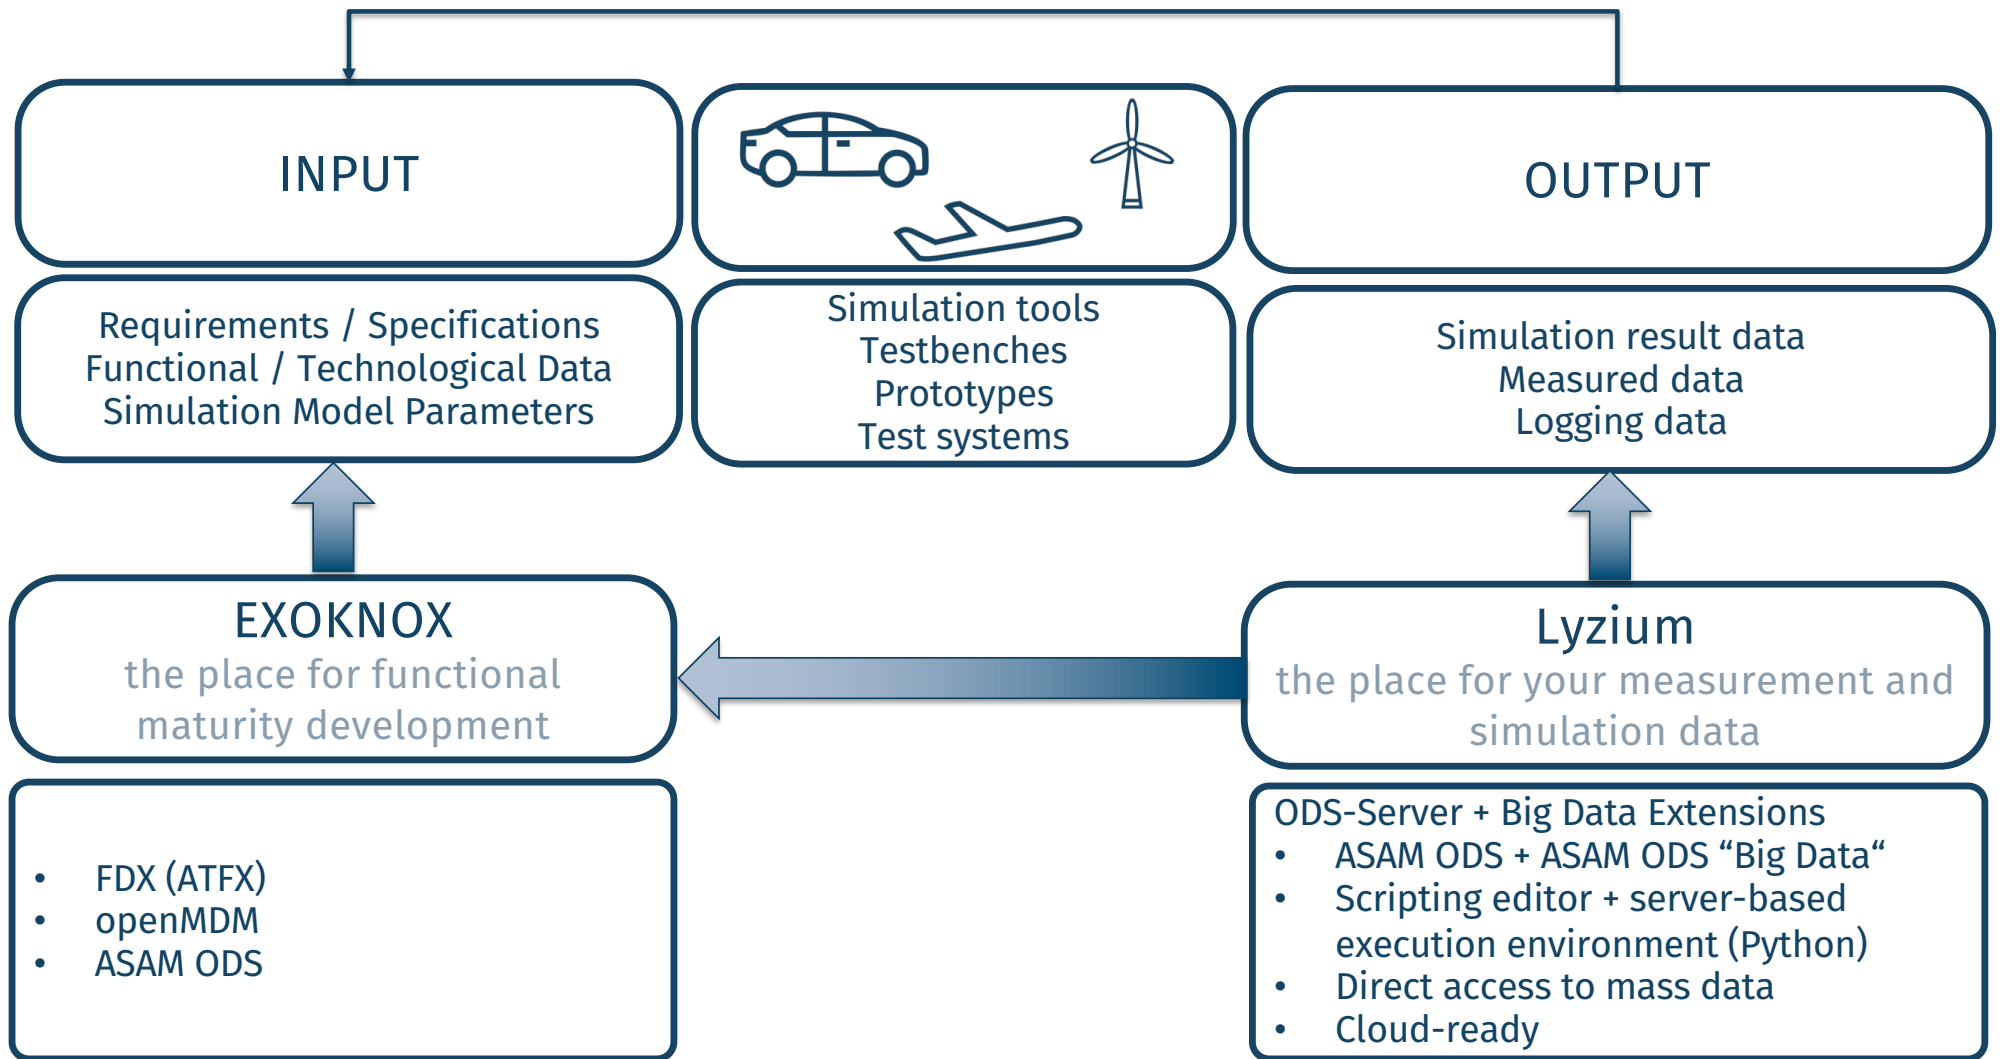 INPUT
OUTPUT
Requirements / Specifications
Functional / Technological Data
Simulation Model Parameters
Simulation tools
Testbenches
Prototypes
Test systems
Simulation result data
Measured data
Logging data
EXOKNOX
the place for functional
maturity development
Lyzium
the place for your measurement and
simulation data
• FDX (ATFX)
• openMDM
• ASAM ODS
ODS-Server + Big Data Extensions
• ASAM ODS + ASAM ODS “Big Data“
• Scripting editor + server-based
execution environment (Python)
• Direct access to mass data
• Cloud-ready